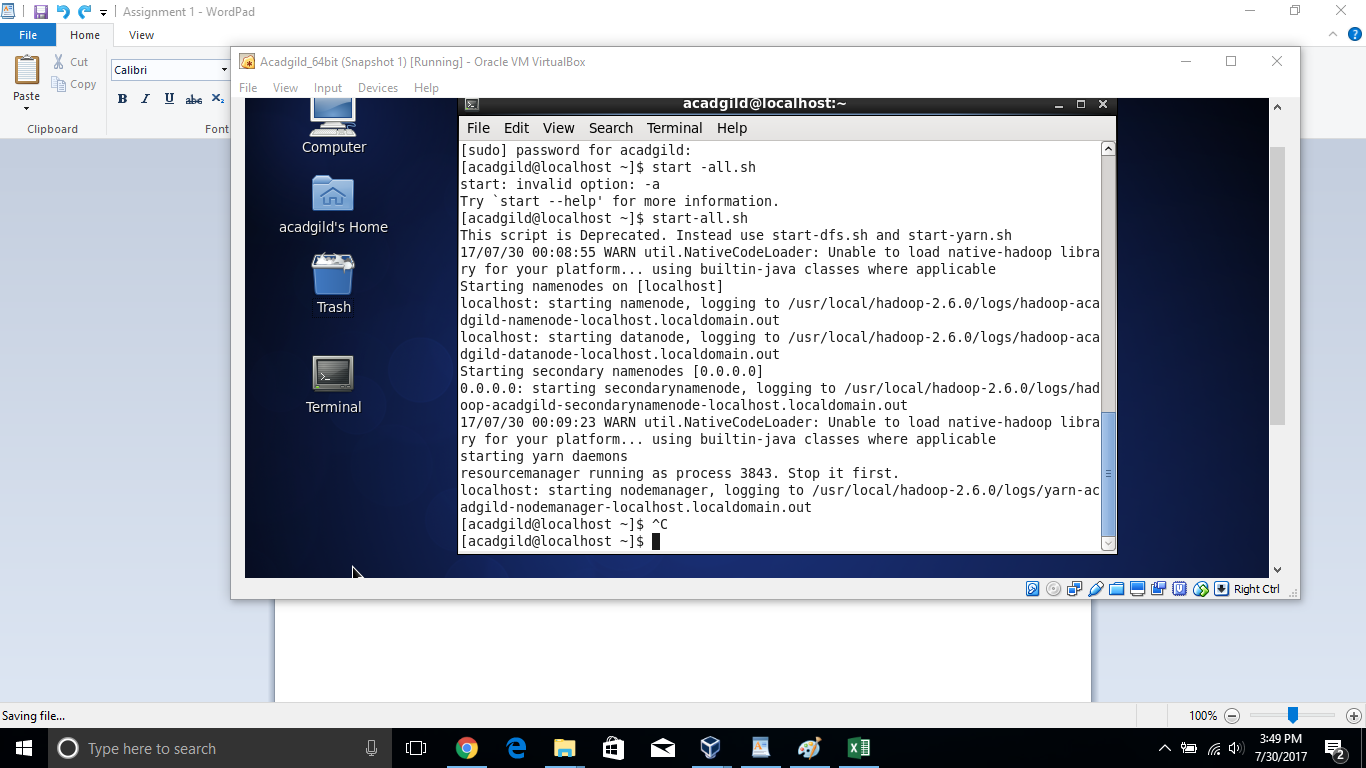 Assignment 1 - WordPad
File Home View
Cut
Calibri
Copy
Paste
B I U abc X₂
Clipboard
Font
Acadgild_64bit (Snapshot 1) [Running] - Oracle VM VirtualBox
File View Input Devices Help
Computer
acadgild's Home
Trash
Terminal
acadgild@localhost:~
File Edit View Search Terminal Help
[sudo] password for acadgild:
[acadgild@localhost ~]$ start -all.sh
start: invalid option: -a
Try `start --help' for more information.
[acadgild@localhost ~]$ start-all.sh
This script is Deprecated. Instead use start-dfs.sh and start-yarn.sh
17/07/30 00:08:55 WARN util.NativeCodeLoader: Unable to load native-hadoop libra
ry for your platform... using builtin-java classes where applicable
Starting namenodes on [localhost]
localhost: starting namenode, logging to /usr/local/hadoop-2.6.0/logs/hadoop-aca
dgild-namenode-localhost.localdomain.out
localhost: starting datanode, logging to /usr/local/hadoop-2.6.0/logs/hadoop-aca
dgild-datanode-localhost.localdomain.out
Starting secondary namenodes [0.0.0.0]
0.0.0.0: starting secondarynamenode, logging to /usr/local/hadoop-2.6.0/logs/had
oop-acadgild-secondarynamenode-localhost.localdomain.out
17/07/30 00:09:23 WARN util.NativeCodeLoader: Unable to load native-hadoop libra
ry for your platform... using builtin-java classes where applicable
starting yarn daemons
resourcemanager running as process 3843. Stop it first.
localhost: starting nodemanager, logging to /usr/local/hadoop-2.6.0/logs/yarn-ac
adgild-nodemanager-localhost.localdomain.out
[acadgild@localhost ~]$ ^C
[acadgild@localhost ~]$
Right Ctrl
Saving file...
100%
Type here to search
3:49 PM
7/30/2017
2